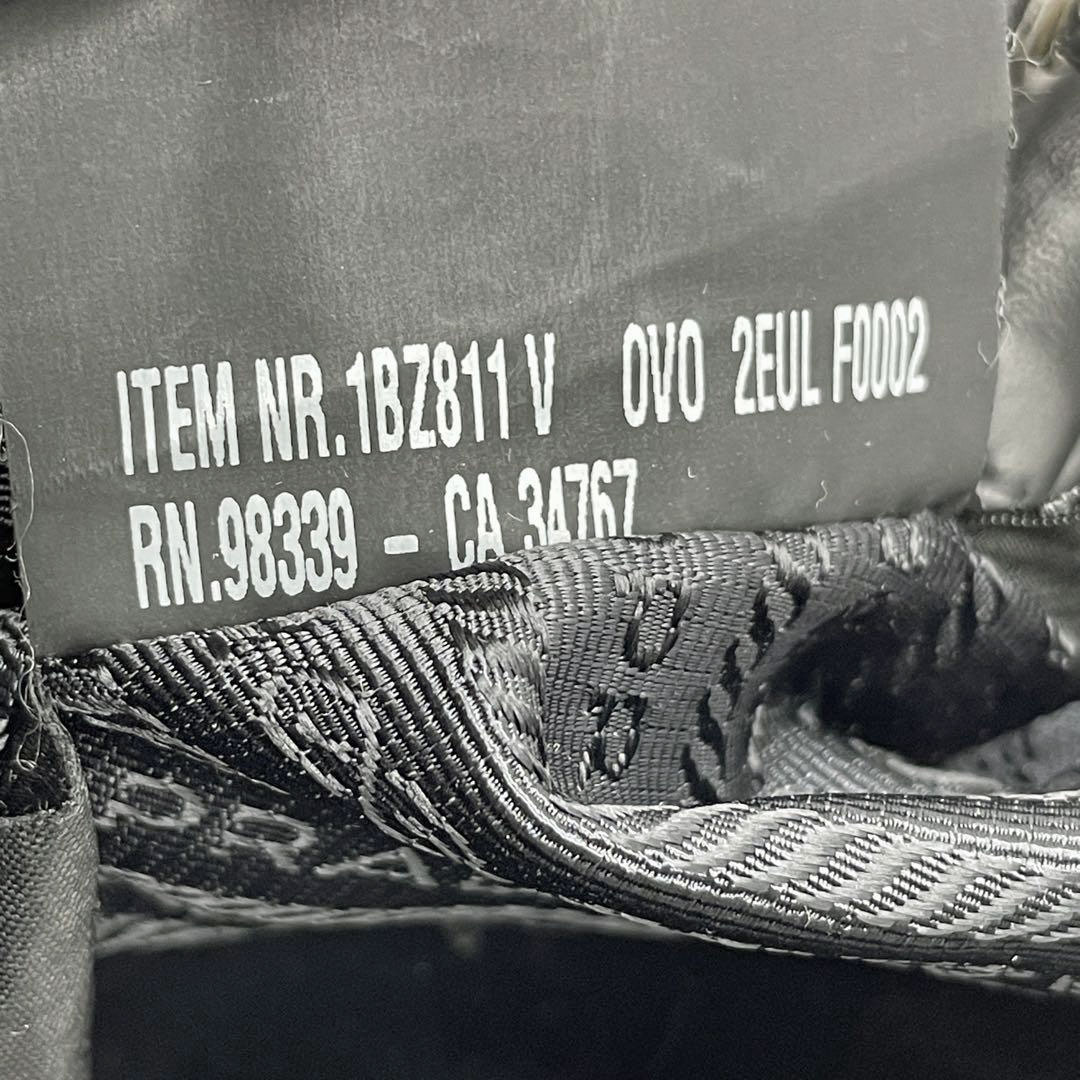 ITEM NR.1BZ811 V OVO 2EUL F0002
RN.98339 - CA 34767